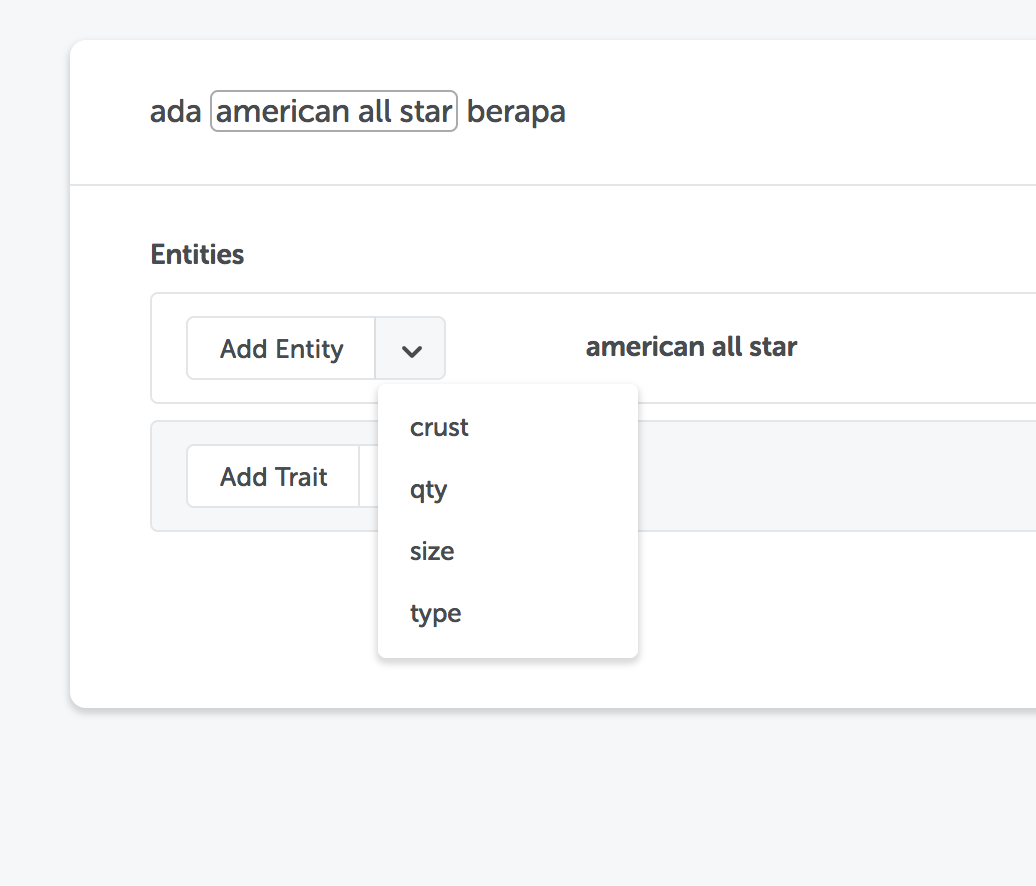 ada american all star berapa
Entities
Add Entity
american all star
crust
Add Trait
qty
size
type